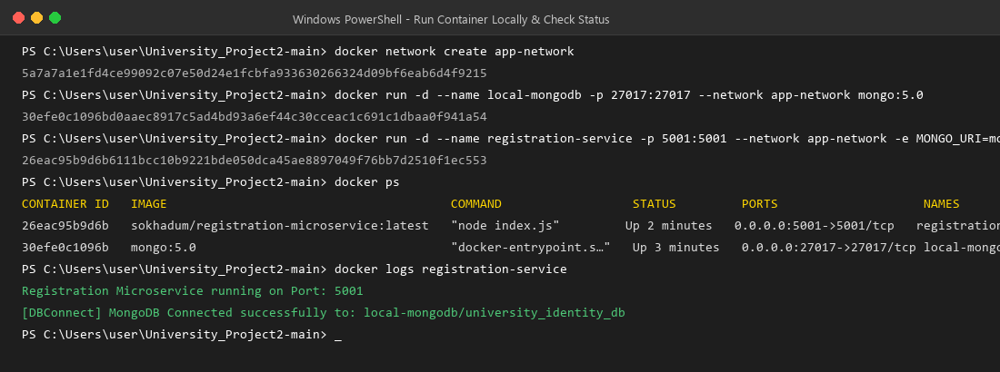 Windows PowerShell - Run Container Locally & Check Status
PS C:\Users\user\University_Project2-main> docker network create app-network
5a7a7a1e1fd4ce99092c07e50d24e1fcbfa933630266324d09bf6eab6d4f9215
PS C:\Users\user\University_Project2-main> docker run -d --name local-mongodb -p 27017:27017 --network app-network mongo:5.0
30efe0c1096bd0aaec8917c5ad4bd93a6ef44c30cceac1c691c1dbaa0f941a54
PS C:\Users\user\University_Project2-main> docker run -d --name registration-service -p 5001:5001 --network app-network -e MONGO_URI=mo
26eac95b9d6b6111bcc10b9221bde050dca45ae8897049f76bb7d2510f1ec553
PS C:\Users\user\University_Project2-main> docker ps
CONTAINER ID IMAGE COMMAND STATUS PORTS NAMES
26eac95b9d6b sokhadum/registration-microservice:latest "node index.js" Up 2 minutes 0.0.0.0:5001->5001/tcp registration
30efe0c1096b mongo:5.0 "docker-entrypoint.s…" Up 3 minutes 0.0.0.0:27017->27017/tcp local-mongo
PS C:\Users\user\University_Project2-main> docker logs registration-service
Registration Microservice running on Port: 5001
[DBConnect] MongoDB Connected successfully to: local-mongodb/university_identity_db
PS C:\Users\user\University_Project2-main> _